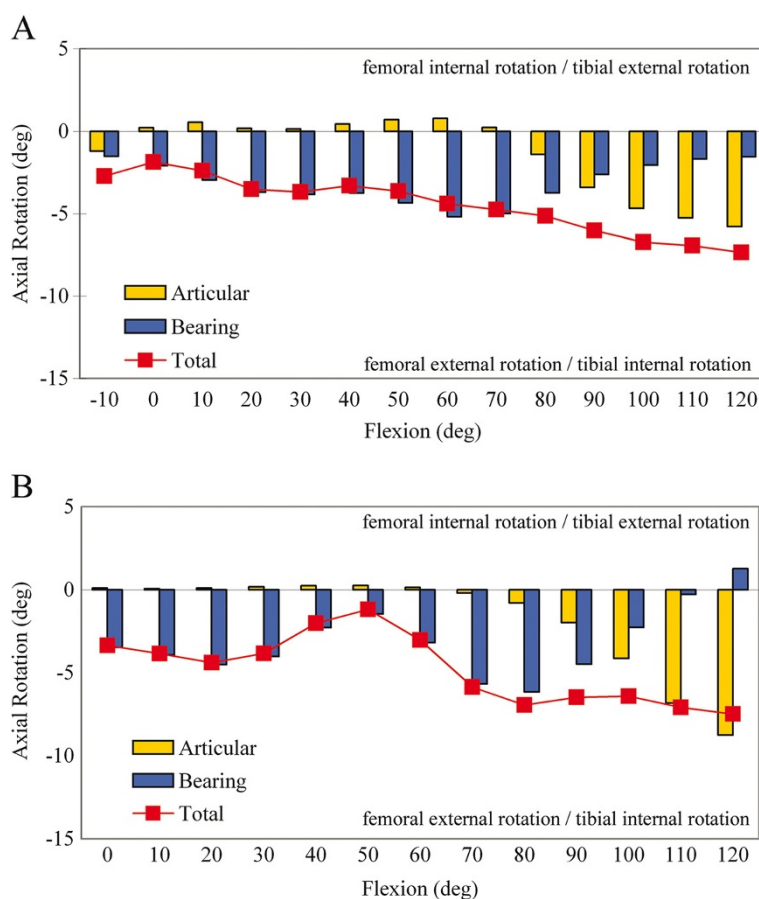 A
5
femoral internal rotation / tibial external rotation
0
-5
-10
-15
Axial Rotation (deg)
Articular
Bearing
Total
femoral external rotation / tibial internal rotation
-10 0 10 20 30 40 50 60 70 80 90 100 110 120
Flexion (deg)
B
5
femoral internal rotation / tibial external rotation
0
-5
-10
-15
Axial Rotation (deg)
Articular
Bearing
Total
femoral external rotation / tibial internal rotation
0 10 20 30 40 50 60 70 80 90 100 110 120
Flexion (deg)